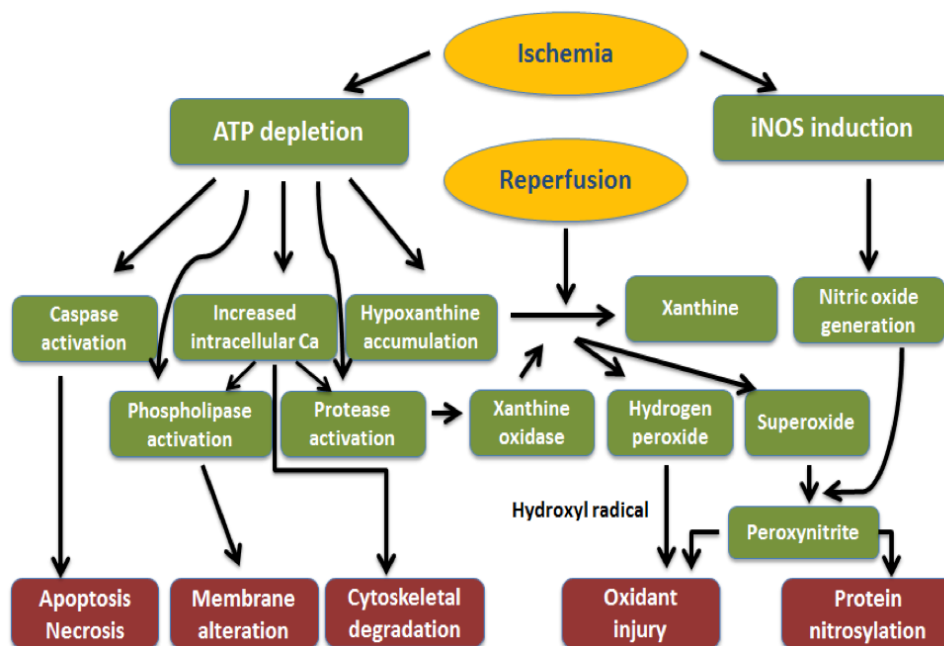 Ischemia
ATP depletion
iNOS induction
Reperfusion
Caspase
activation
Increased
intracellular Ca
Hypoxanthine
accumulation
Xanthine
Nitric oxide
generation
Phospholipase
activation
Protease
activation
Xanthine
oxidase
Hydrogen
peroxide
Superoxide
Hydroxyl radical
Peroxynitrite
Apoptosis
Necrosis
Membrane
alteration
Cytoskeletal
degradation
Oxidant
injury
Protein
nitrosylation